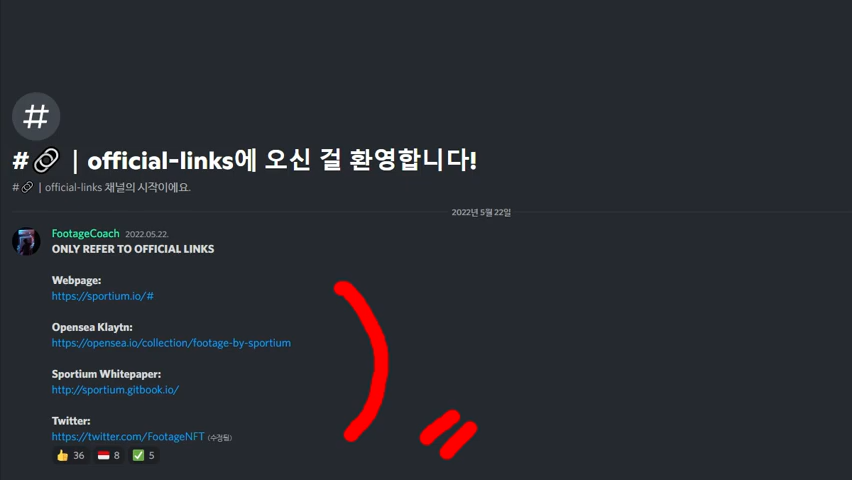 # | official-links에 오신 걸 환영합니다!
# | official-links 채널의 시작이에요.
2022년 5월 22일
FootageCoach 2022.05.22.
ONLY REFER TO OFFICIAL LINKS
Webpage:
https://sportium.io/#
Opensea Klaytn:
https://opensea.io/collection/footage-by-sportium
Sportium Whitepaper:
http://sportium.gitbook.io/
Twitter:
https://twitter.com/FootageNFT (수정됨)
36 8 5